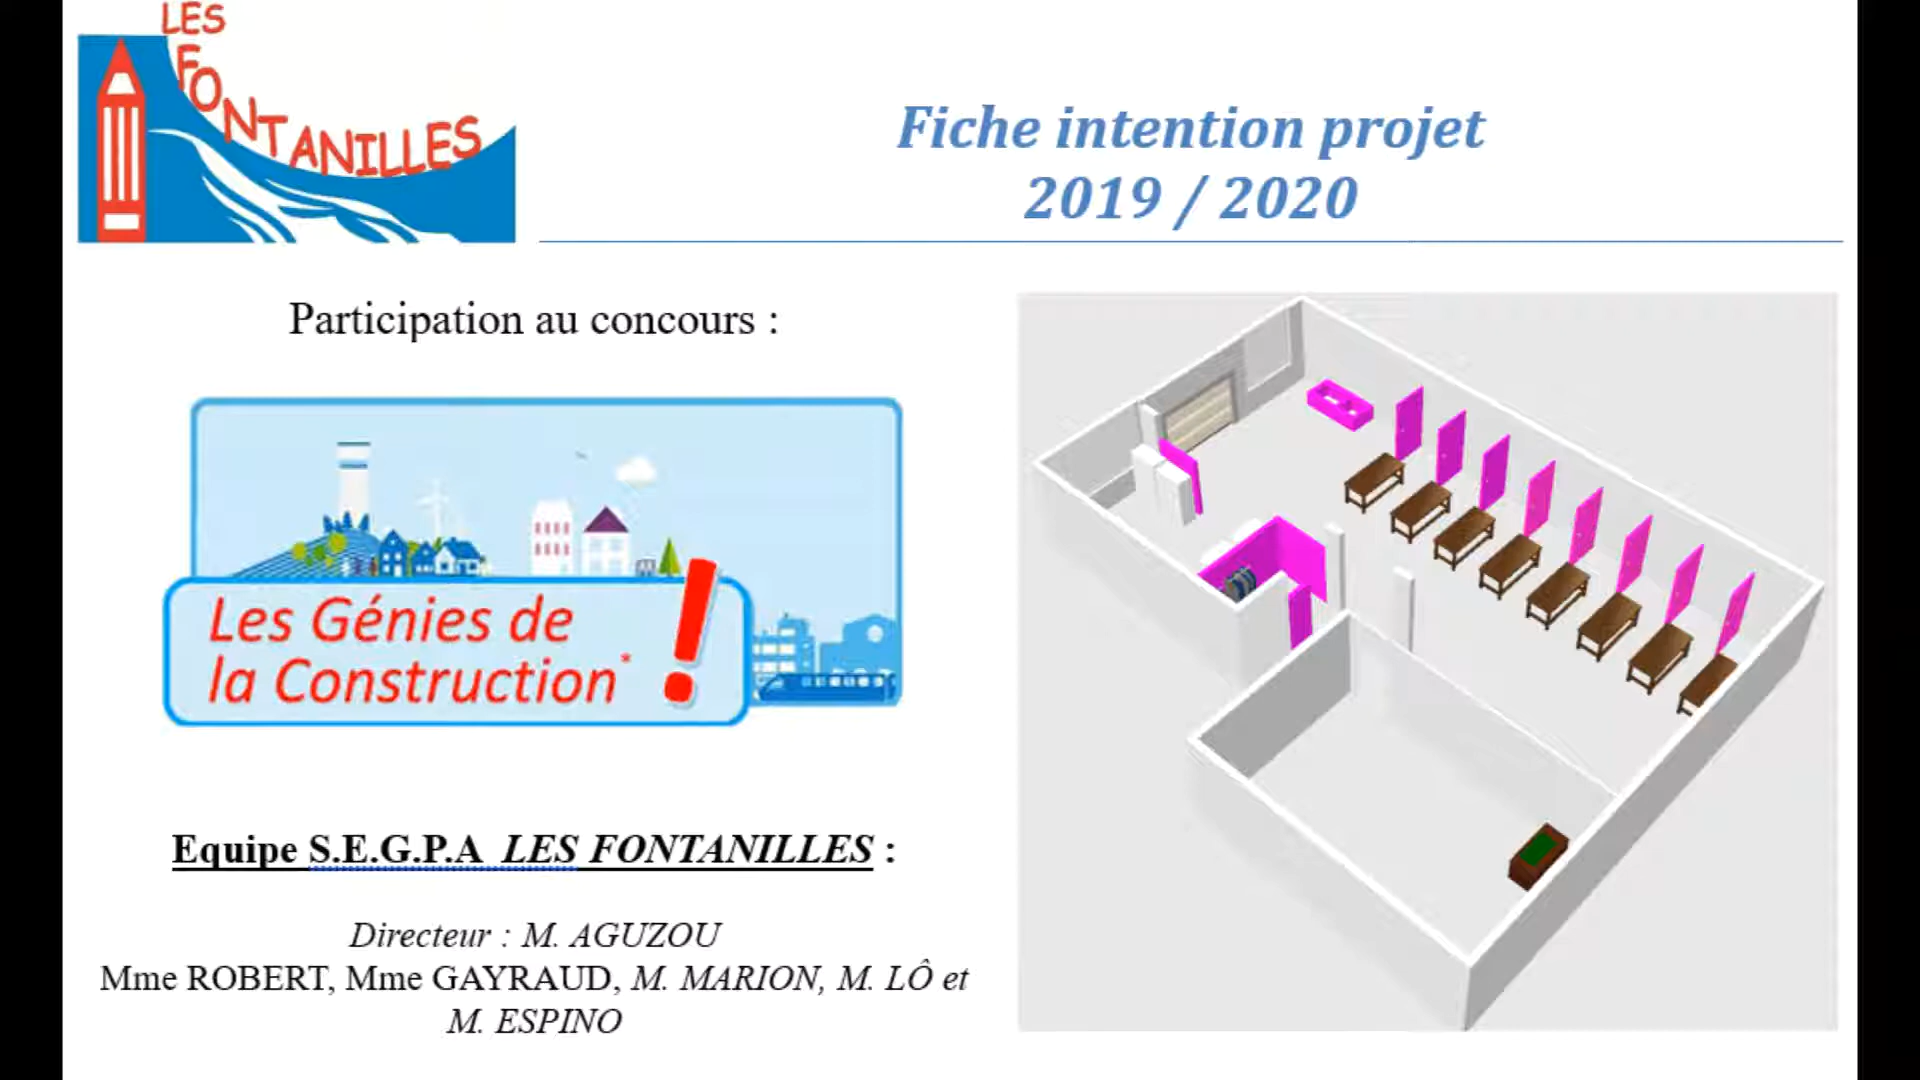 LES
FONTANILLES
Fiche intention projet
2019 / 2020
Participation au concours :
Les Génies de
la Construction* !
Equipe S.E.G.P.A LES FONTANILLES :
Directeur : M. AGUZOU
Mme ROBERT, Mme GAYRAUD, M. MARION, M. LÔ et
M. ESPINO